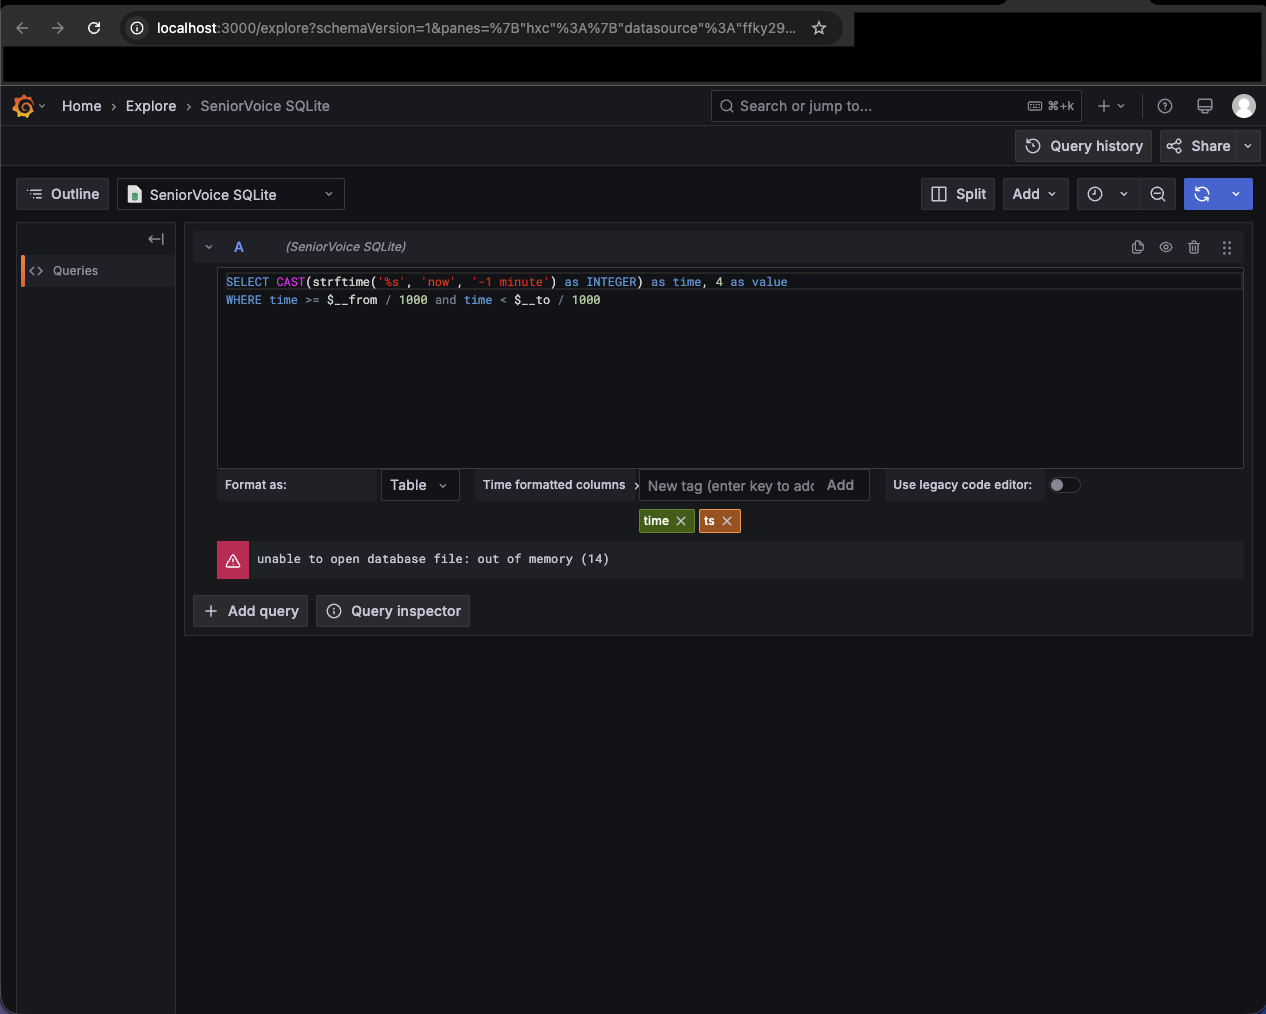 localhost:3000/explore?schemaVersion=1&panes=%7B"hxc"%3A%7B"datasource"%3A"ffky29...
Home › Explore › SeniorVoice SQLite
Search or jump to... ⌘+k
Query history
Share
Outline
SeniorVoice SQLite
Split
Add
Queries
A (SeniorVoice SQLite)
SELECT CAST(strftime('%s', 'now', '-1 minute') as INTEGER) as time, 4 as value
WHERE time >= $__from / 1000 and time < $__to / 1000
Format as:
Table
Time formatted columns
New tag (enter key to add
Add
Use legacy code editor:
time
ts
unable to open database file: out of memory (14)
Add query
Query inspector